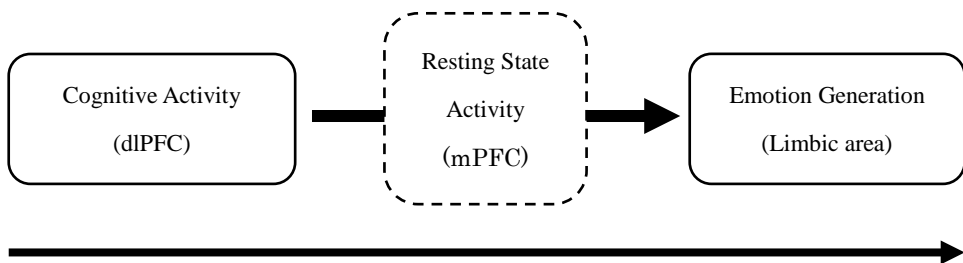 Cognitive Activity
(dlPFC)
Resting State
Activity
(mPFC)
Emotion Generation
(Limbic area)